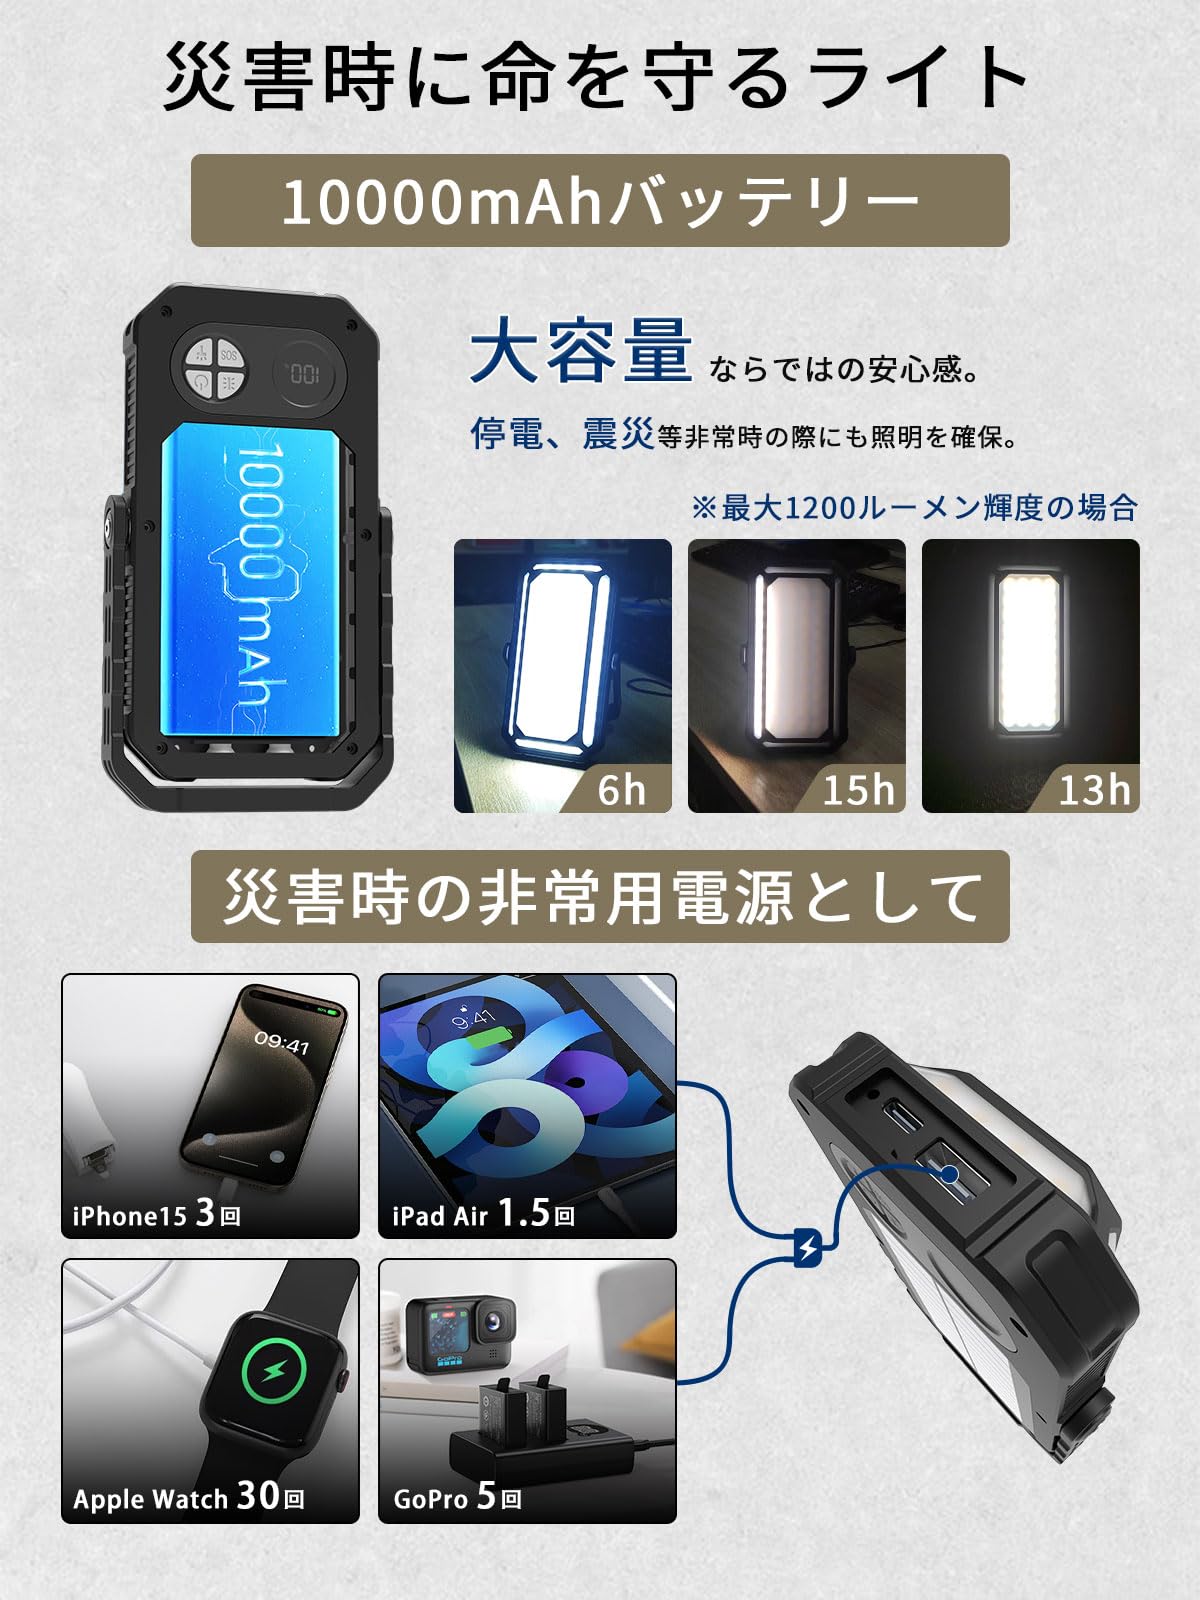 災害時に命を守るライト
10000mAhバッテリー
SOS
100%
10000mAh
大容量ならではの安心感。
停電、震災等非常時の際にも照明を確保。
※最大1200ルーメン輝度の場合
6h
15h
13h
災害時の非常用電源として
09:41
9:41
iPhone15 3回
iPad Air 1.5回
GoPro
Apple Watch 30回
GoPro 5回